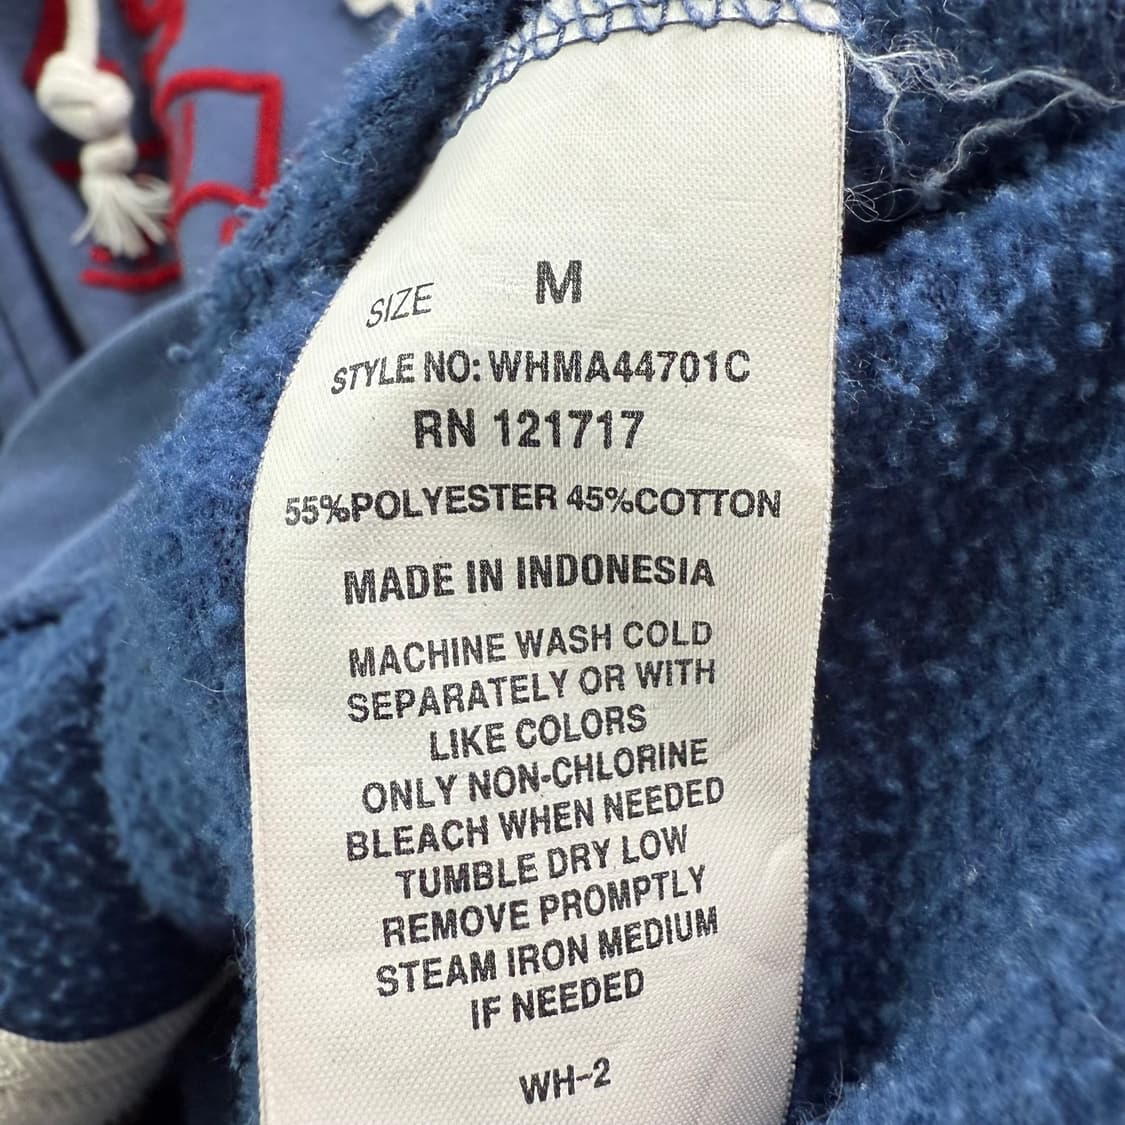 SIZE M
STYLE NO: WHMA44701C
RN 121717
55%POLYESTER 45%COTTON
MADE IN INDONESIA
MACHINE WASH COLD
SEPARATELY OR WITH
LIKE COLORS
ONLY NON-CHLORINE
BLEACH WHEN NEEDED
TUMBLE DRY LOW
REMOVE PROMPTLY
STEAM IRON MEDIUM
IF NEEDED
WH-2